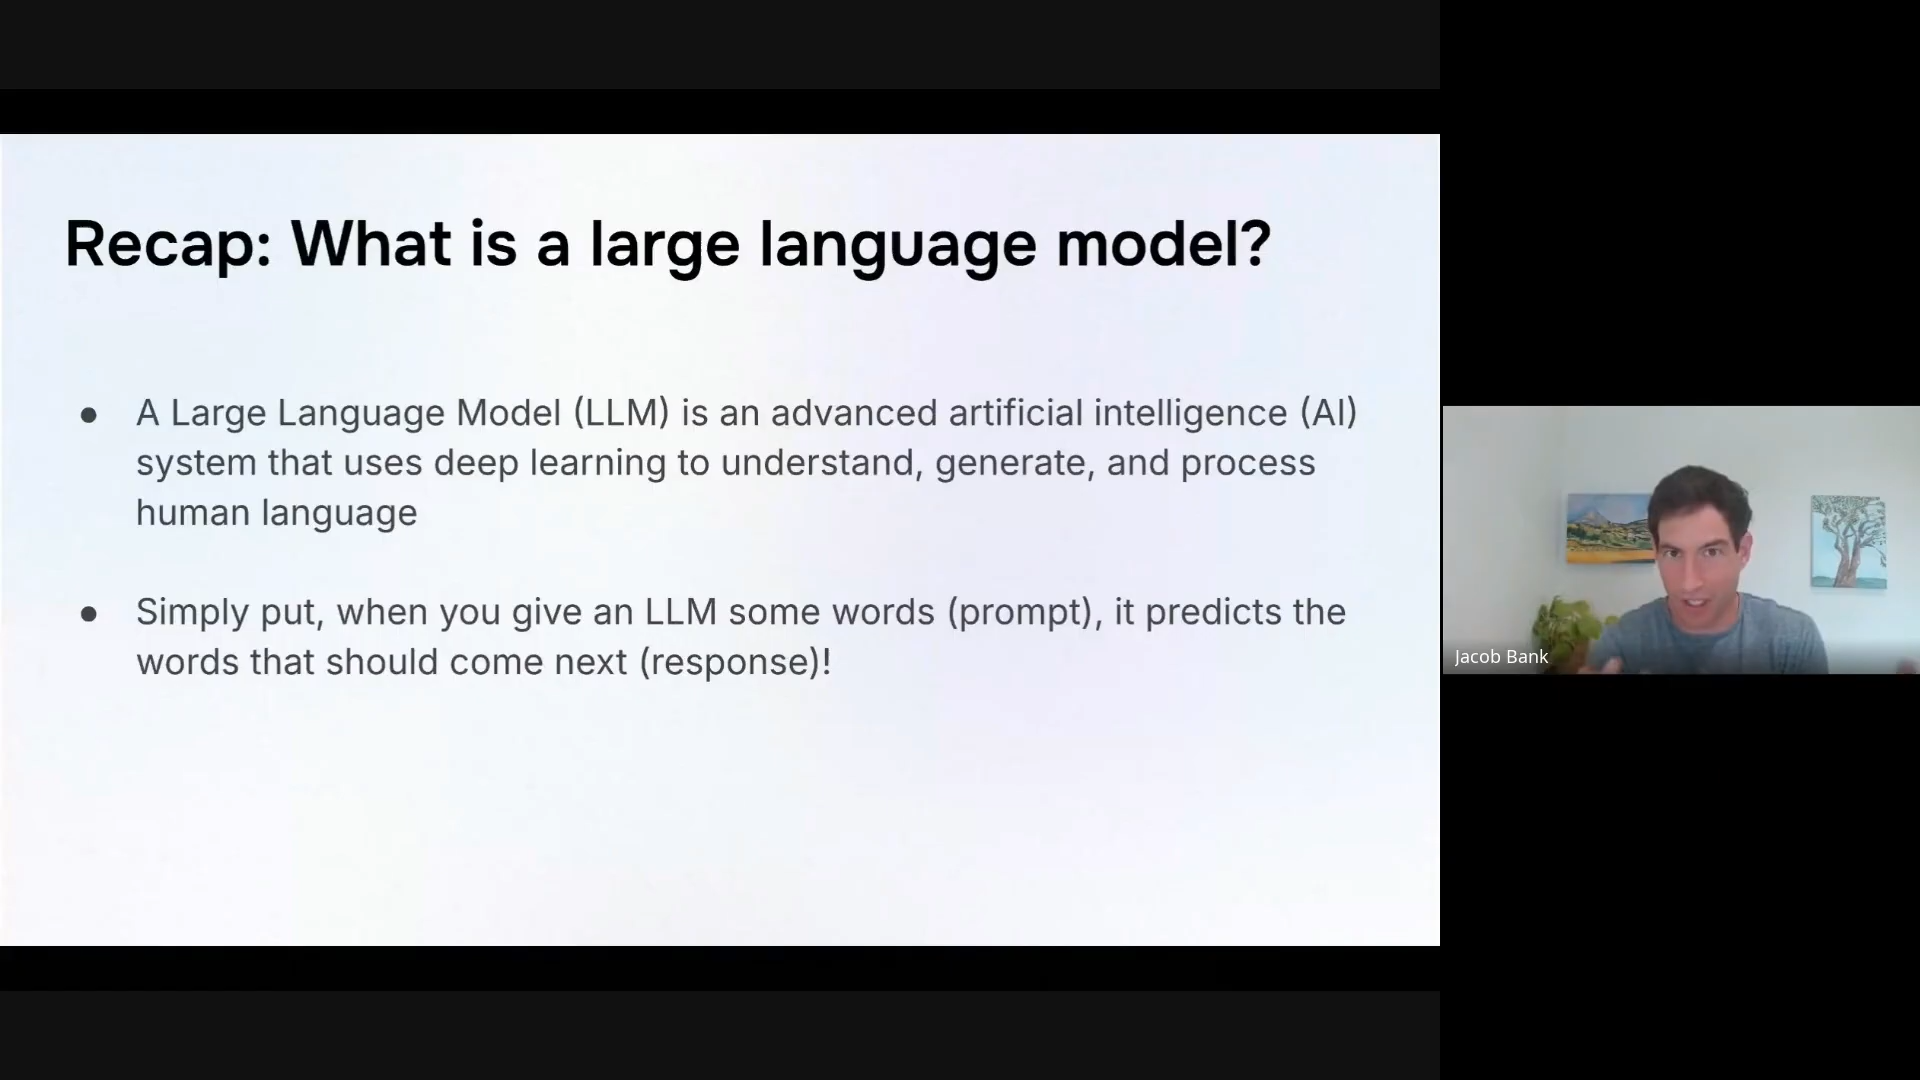 Recap: What is a large language model?
● A Large Language Model (LLM) is an advanced artificial intelligence (AI)
system that uses deep learning to understand, generate, and process
human language
● Simply put, when you give an LLM some words (prompt), it predicts the
words that should come next (response)!
Jacob Bank